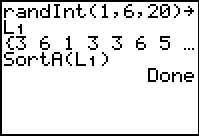 randInt(1,6,20)→
L₁
{3 6 1 3 3 6 5 …
SortA(L₁)
Done